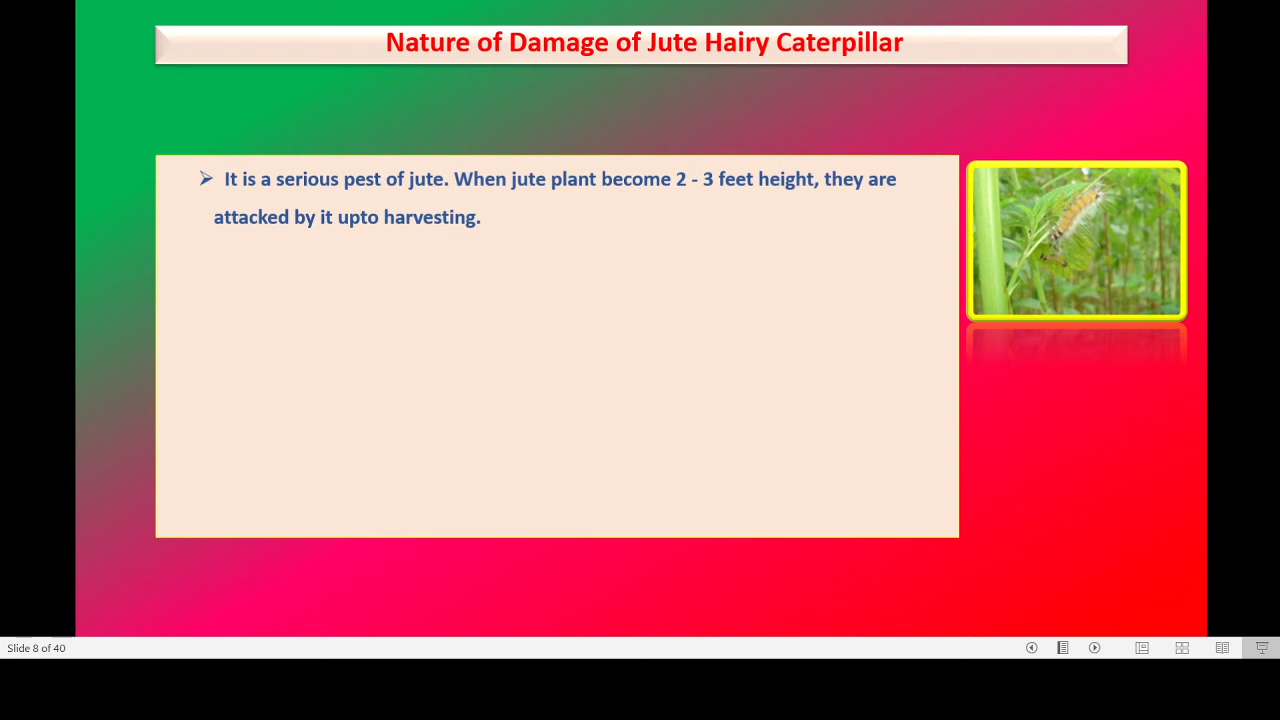 Nature of Damage of Jute Hairy Caterpillar
➢ It is a serious pest of jute. When jute plant become 2 - 3 feet height, they are
attacked by it upto harvesting.
Slide 8 of 40